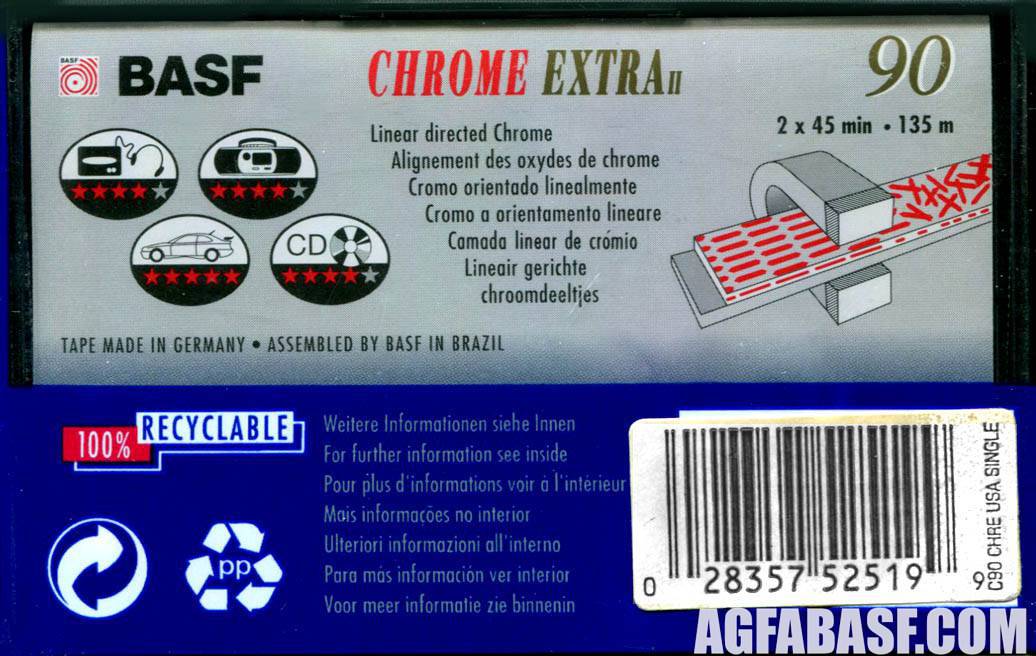 BASF
BASF
CHROME EXTRA II
90
2 x 45 min • 135 m
Linear directed Chrome
Alignement des oxydes de chrome
Cromo orientado linealmente
Cromo a orientamento lineare
Camada linear de crómio
Lineair gerichte
chroomdeeltjes
CD
TAPE MADE IN GERMANY • ASSEMBLED BY BASF IN BRAZIL
100% RECYCLABLE
Weitere Informationen siehe Innen
For further information see inside
Pour plus d'informations voir à l'intérieur
Mais informações no interior
Ulteriori informazioni all'interno
Para más información ver interior
Voor meer informatie zie binnenin
PP
0 28357 52519 9
C90 CHRE USA SINGLE
AGFABASF.COM